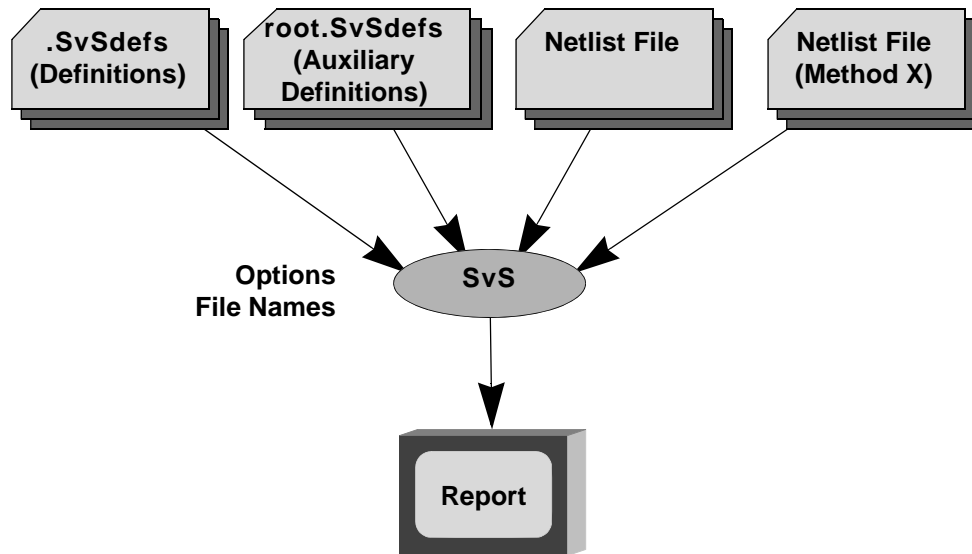 .SvSdefs
(Definitions)
root.SvSdefs
(Auxiliary
Definitions)
Netlist File
Netlist File
(Method X)
Options
File Names
SvS
Report